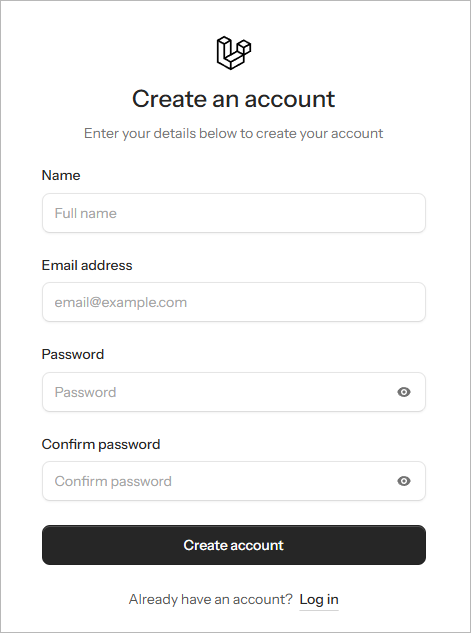 Create an account
Enter your details below to create your account
Name
Full name
Email address
email@example.com
Password
Password
Confirm password
Confirm password
Create account
Already have an account? Log in